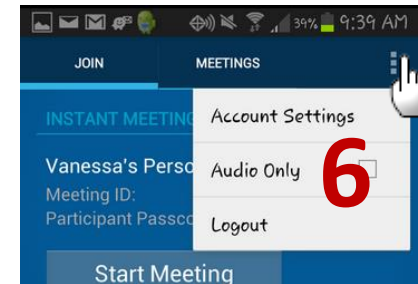 39% 9:39 AM
JOIN MEETINGS
INSTANT MEETING
Account Settings
Vanessa's Perso
Audio Only 6
Meeting ID:
Participant Passco
Logout
Start Meeting